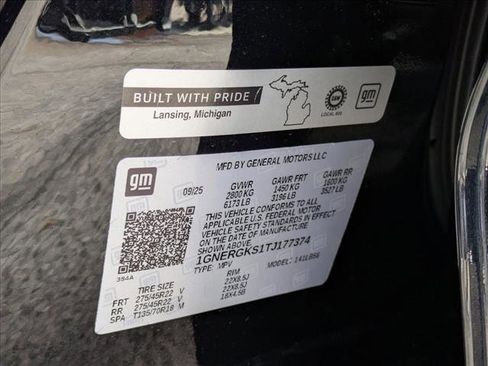 BUILT WITH PRIDE
Lansing, Michigan
UAW
LOCAL 602
gm
gm
MFD BY GENERAL MOTORS LLC
09/25 GVWR GAWR FRT GAWR RR
2800 KG 1450 KG 1600 KG
6173 LB 3196 LB 3527 LB
THIS VEHICLE CONFORMS TO ALL
APPLICABLE U.S. FEDERAL MOTOR
VEHICLE SAFETY STANDARDS IN
EFFECT ON THE DATE OF MANUFACTURE
SHOWN ABOVE.
1GNERGKS1TJ177374
TYPE: MPV
354A
TIRE SIZE RIM
FRT 275/45R22 V 22X8.5J
RR 275/45R22 V 22X8.5J
SPA T135/70R18 M 18X4.5B